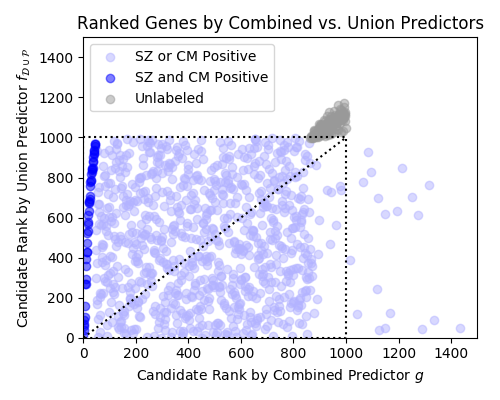 Ranked Genes by Combined vs. Union Predictors
SZ or CM Positive
SZ and CM Positive
Unlabeled
Candidate Rank by Union Predictor f_{𝒟∪𝒫}
1400
1200
1000
800
600
400
200
0
0 200 400 600 800 1000 1200 1400
Candidate Rank by Combined Predictor g